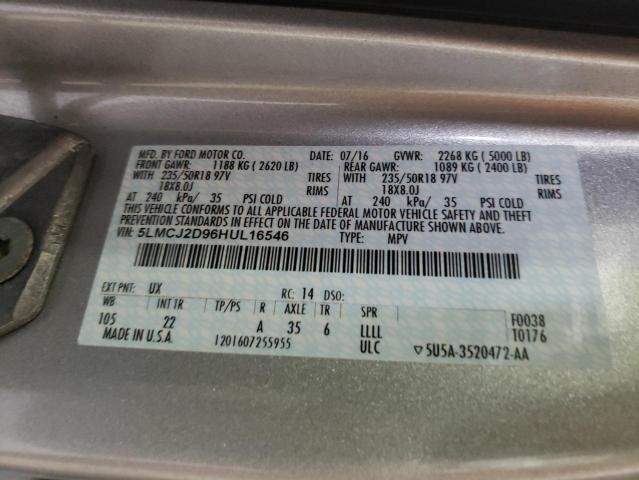 MFD. BY FORD MOTOR CO. DATE: 07/16 GVWR: 2268 KG ( 5000 LB)
FRONT GAWR: 1188 KG ( 2620 LB) REAR GAWR: 1089 KG ( 2400 LB)
WITH 235/50R18 97V TIRES WITH 235/50R18 97V TIRES
18X8.0J RIMS 18X8.0J RIMS
AT 240 kPa/ 35 PSI COLD AT 240 kPa/ 35 PSI COLD
THIS VEHICLE CONFORMS TO ALL APPLICABLE FEDERAL MOTOR VEHICLE SAFETY AND THEFT
PREVENTION STANDARDS IN EFFECT ON THE DATE OF MANUFACTURE SHOWN ABOVE.
VIN: 5LMCJ2D96HUL16546 TYPE: MPV
EXT PNT: UX RC: 14 DSO:
WB INT TR TP/PS R AXLE TR SPR F0038
105 22 A 35 6 LLLL T0176
MADE IN U.S.A. 1201607255955 ULC ▽5U5A-3520472-AA